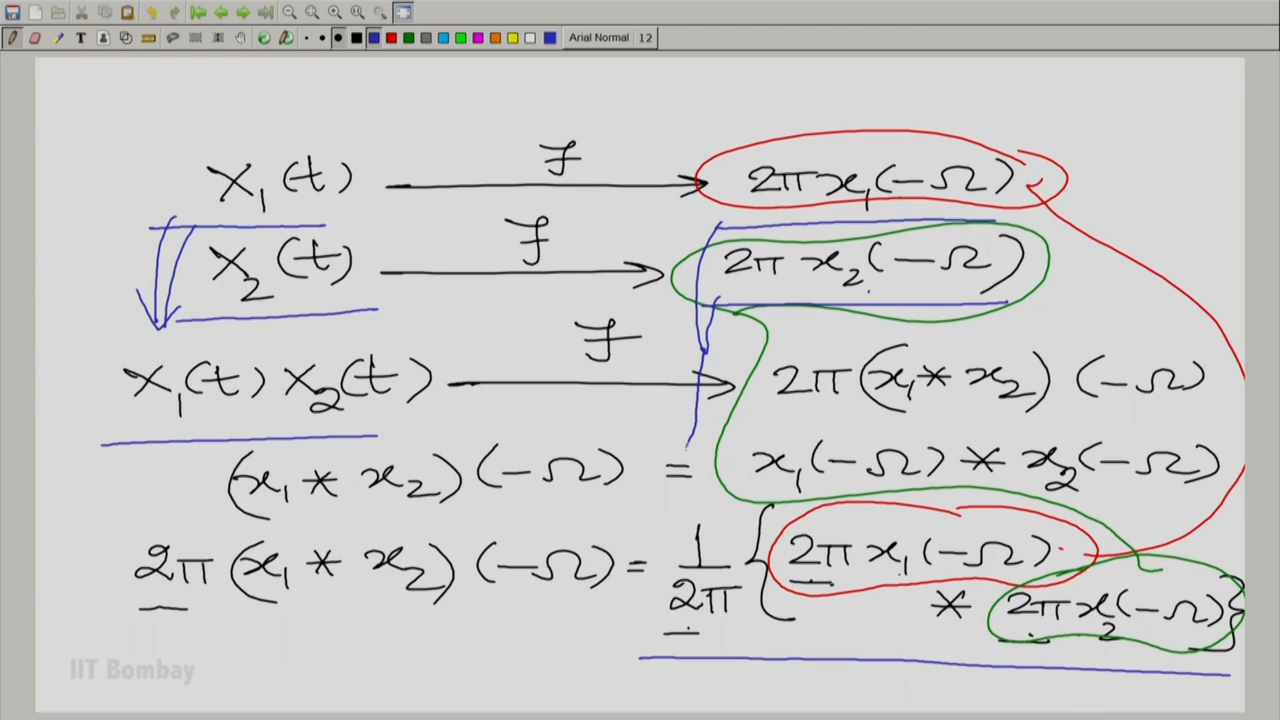 Arial Normal 12
X₁(t) ℱ 2πx₁(−Ω)
X₂(t) ℱ 2πx₂(−Ω)
X₁(t) X₂(t) ℱ 2π(x₁ * x₂)(−Ω)
(x₁ * x₂)(−Ω) = x₁(−Ω) * x₂(−Ω)
2π(x₁ * x₂)(−Ω) = 1/2π {2πx₁(−Ω)
* 2πx₂(−Ω)}
IIT Bombay